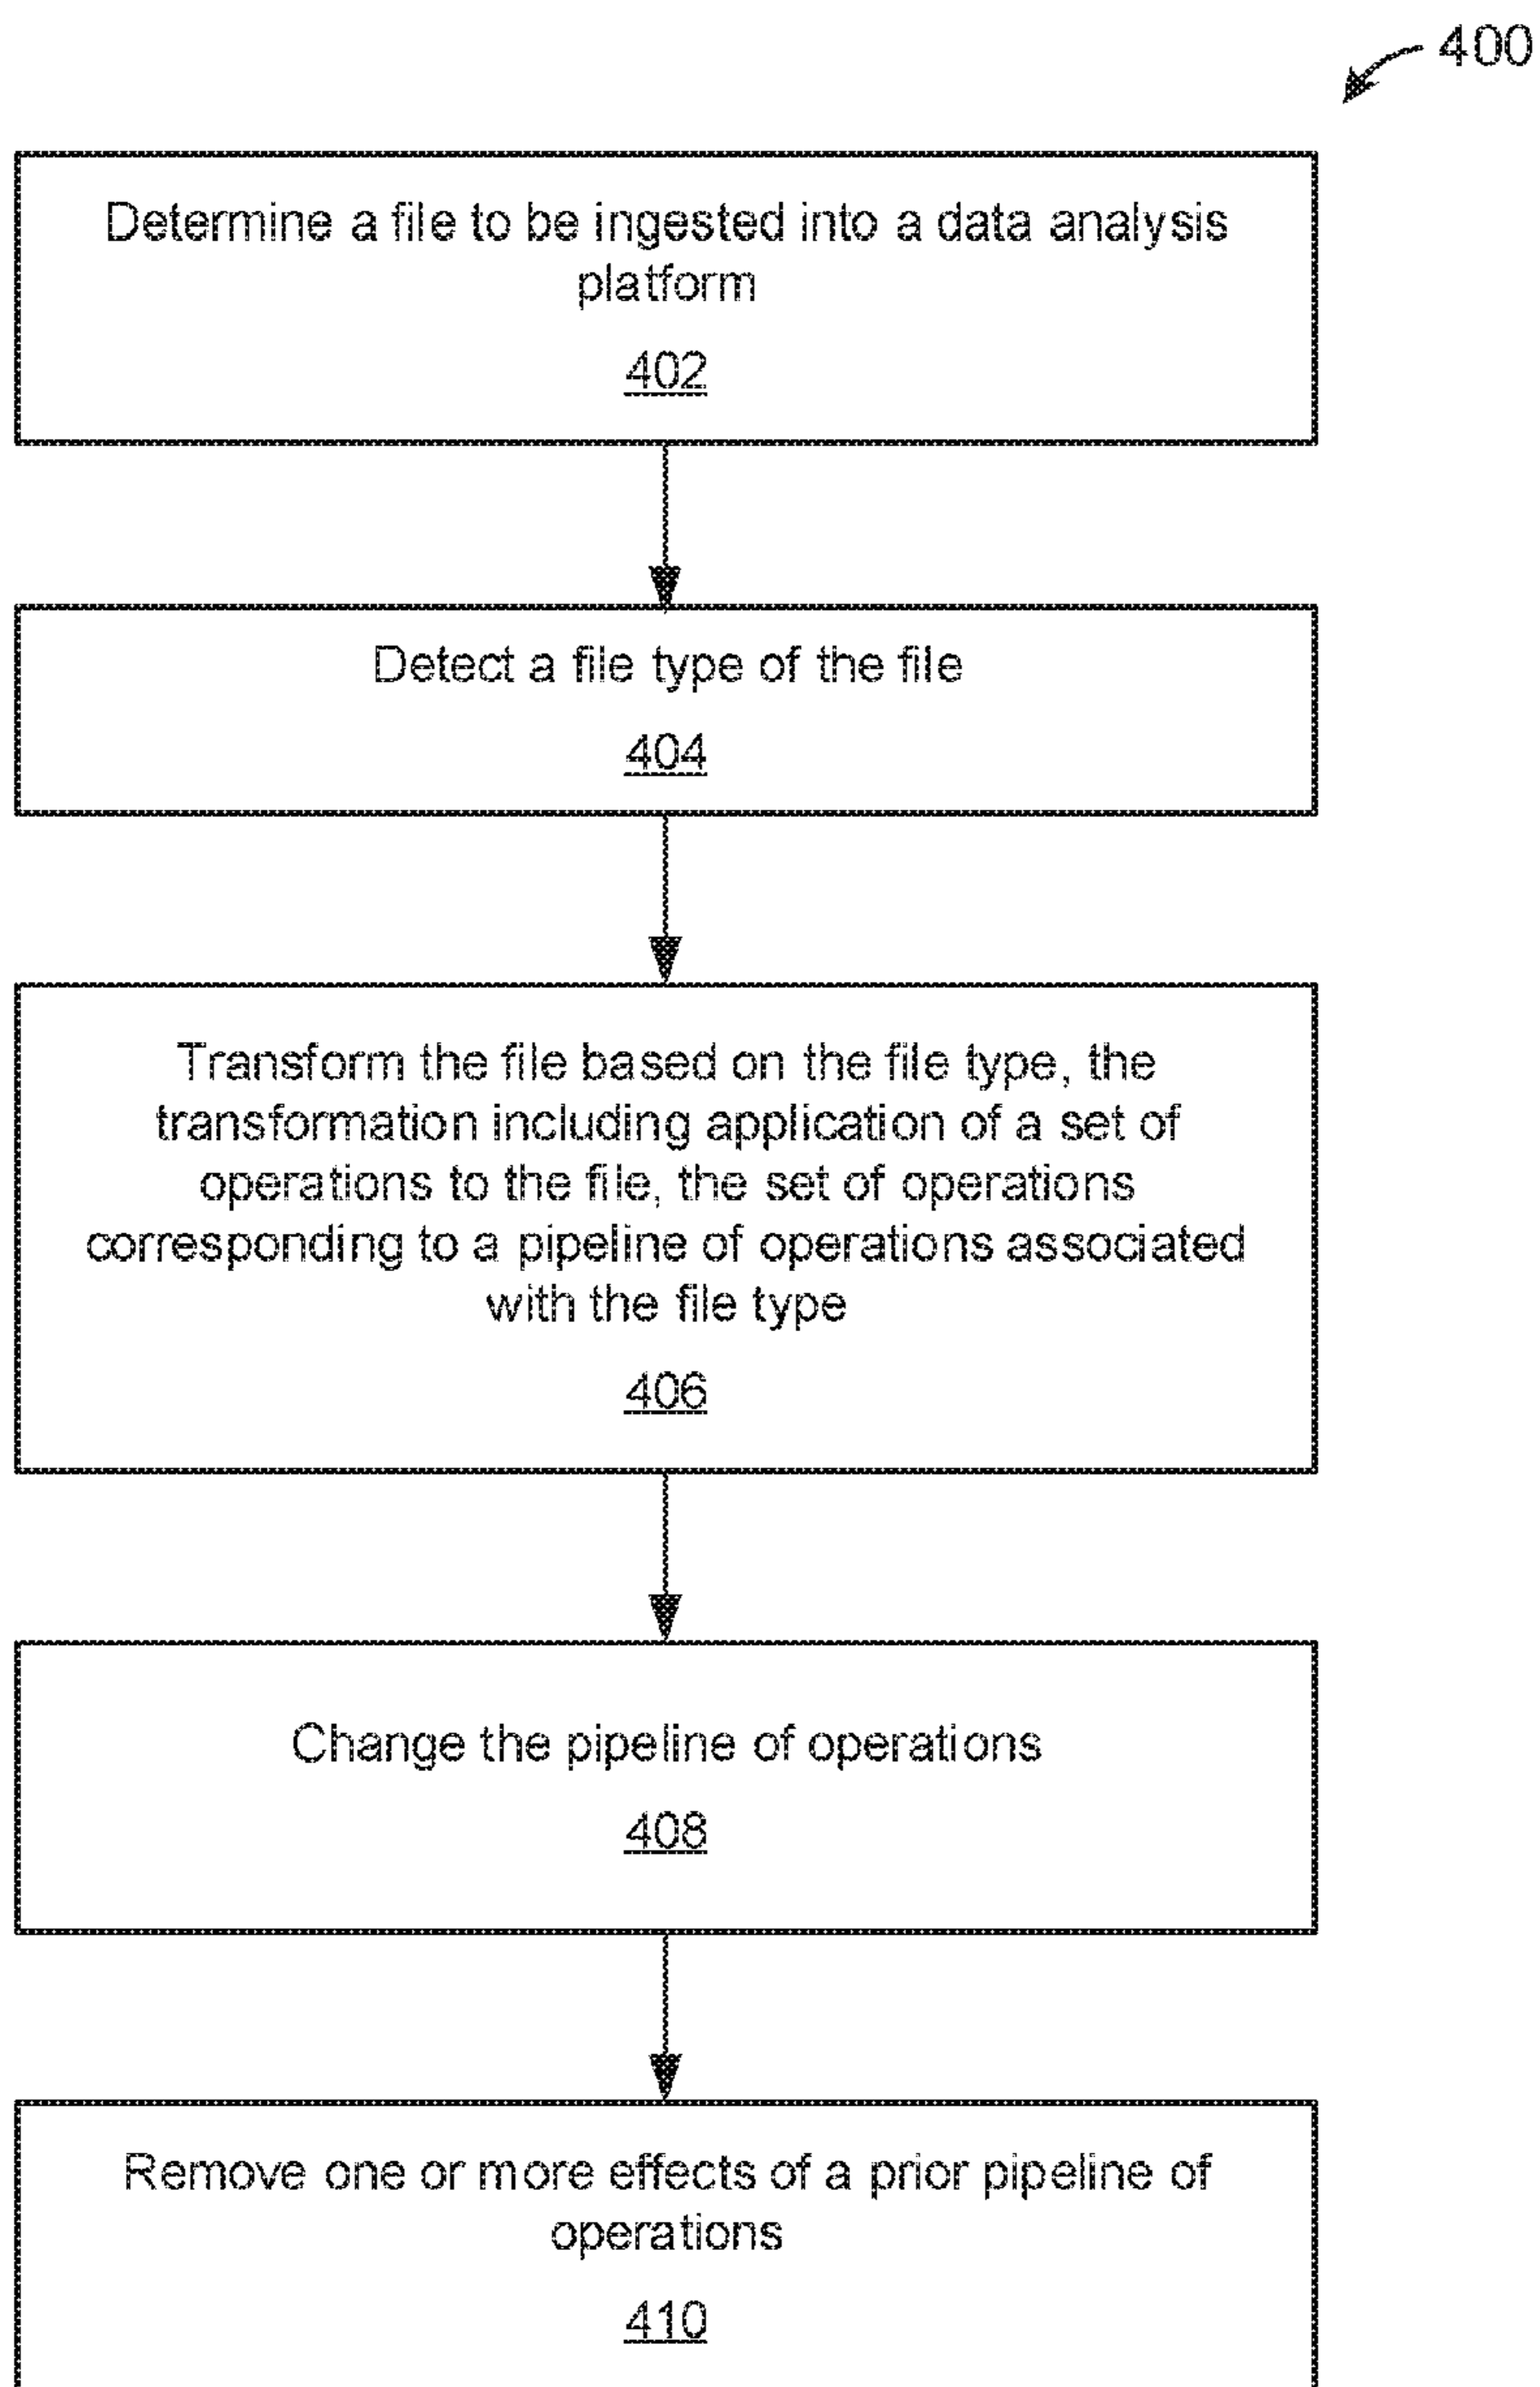 400
Determine a file to be ingested into a data analysis
platform
402
Detect a file type of the file
404
Transform the file based on the file type, the
transformation including application of a set of
operations to the file, the set of operations
corresponding to a pipeline of operations associated
with the file type
406
Change the pipeline of operations
408
Remove one or more effects of a prior pipeline of
operations
410